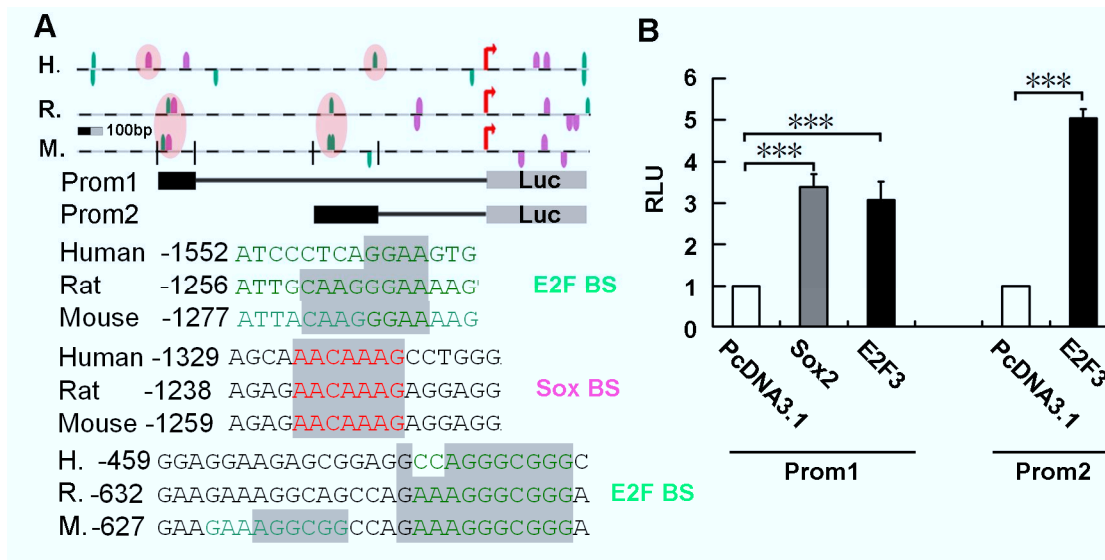 A
H.
R.
100bp
M.
Prom1 Luc
Prom2 Luc
Human -1552 ATCCCTCAGGAAGTG
Rat -1256 ATTGCAAGGGAAAAG E2F BS
Mouse -1277 ATTACAAGGGAAAAG
Human -1329 AGCAAACAAAGCCTGGG
Rat -1238 AGAGAACAAAGAGGAGG Sox BS
Mouse -1259 AGAGAACAAAGAGGAGG
H. -459 GGAGGAAGAGCGGAGGCCAGGGCGGGC
R. -632 GAAGAAAGGCAGCCAGAAAGGGCGGGA E2F BS
M. -627 GAAGAAAGGCGGCCAGAAAGGGCGGGA
B
RLU
6
5
4
3
2
1
0
*** 
***
***
PcDNA3.1
Sox2
E2F3
PcDNA3.1
E2F3
Prom1
Prom2